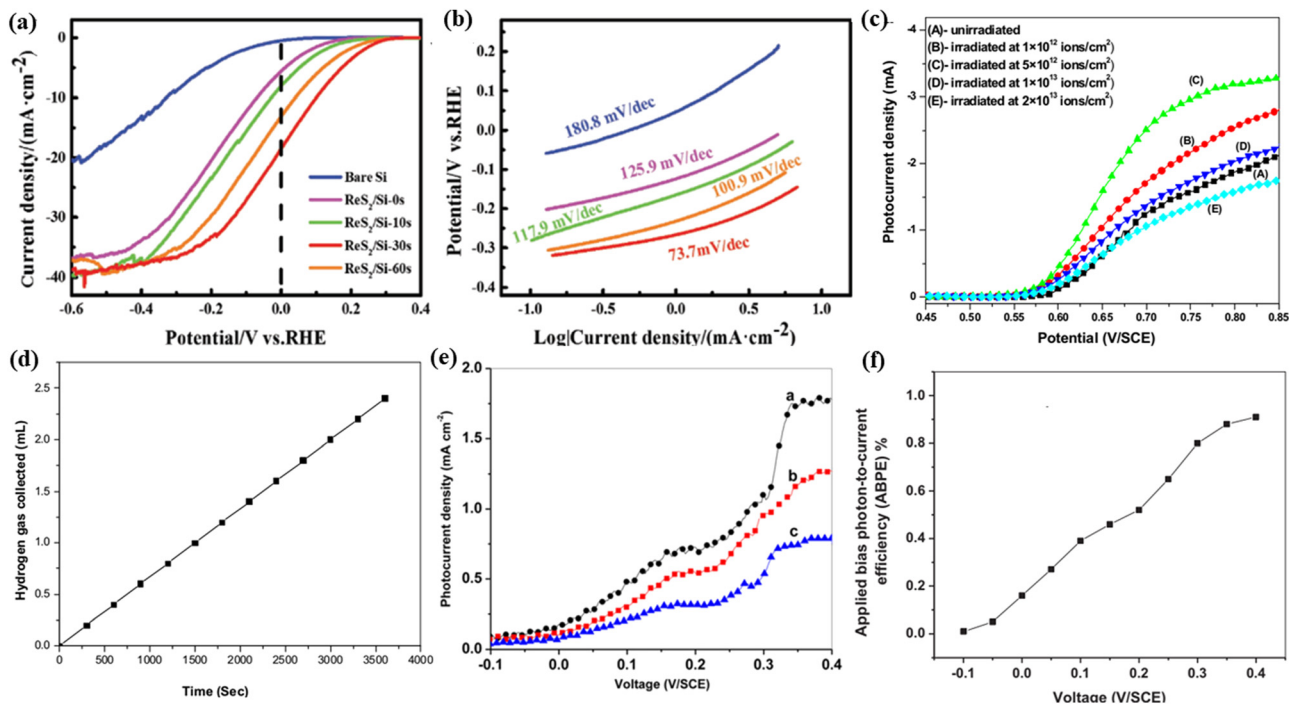 (a)
Current density/(mA·cm-2)
0
-10
-20
-30
-40
Bare Si
ReS2/Si-0s
ReS2/Si-10s
ReS2/Si-30s
ReS2/Si-60s
-0.6 -0.4 -0.2 0.0 0.2 0.4
Potential/V vs.RHE
(b)
Potential/V vs.RHE
0.2
0.1
0.0
-0.1
-0.2
-0.3
-0.4
180.8 mV/dec
125.9 mV/dec
100.9 mV/dec
117.9 mV/dec
73.7mV/dec
-1.0 -0.5 0.0 0.5 1.0
Log|Current density/(mA·cm-2)
(c)
Photocurrent density (mA)
-4
-3
-2
-1
0
(A)- unirradiated
(B)- irradiated at 1×1012 ions/cm2)
(C)- irradiated at 5×1012 ions/cm2)
(D)- irradiated at 1×1013 ions/cm2)
(E)- irradiated at 2×1013 ions/cm2)
(C)
(B)
(D)
(A)
(E)
0.45 0.50 0.55 0.60 0.65 0.70 0.75 0.80 0.85
Potential (V/SCE)
(d)
Hydrogen gas collected (mL)
2.5
2.0
1.5
1.0
0.5
0.0
0 500 1000 1500 2000 2500 3000 3500 4000
Time (Sec)
(e)
Photocurrent density (mA cm-2)
2.0
1.5
1.0
0.5
0.0
a
b
c
-0.1 0.0 0.1 0.2 0.3 0.4
Voltage (V/SCE)
(f)
Applied bias photon-to-current
efficiency (ABPE) %
1.0
0.8
0.6
0.4
0.2
0.0
-0.1 0.0 0.1 0.2 0.3 0.4
Voltage (V/SCE)